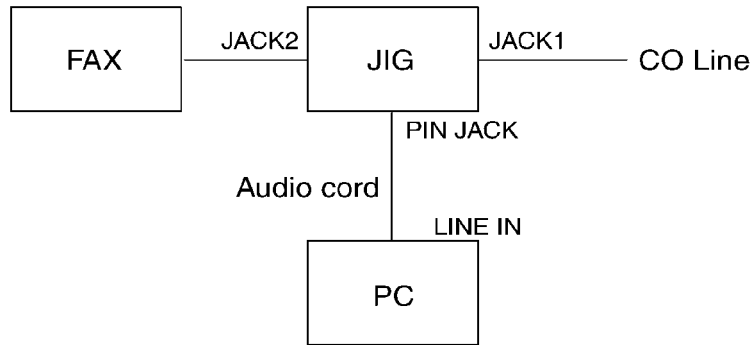 JACK2
JACK1
FAX
JIG
CO Line
PIN JACK
Audio cord
LINE IN
PC